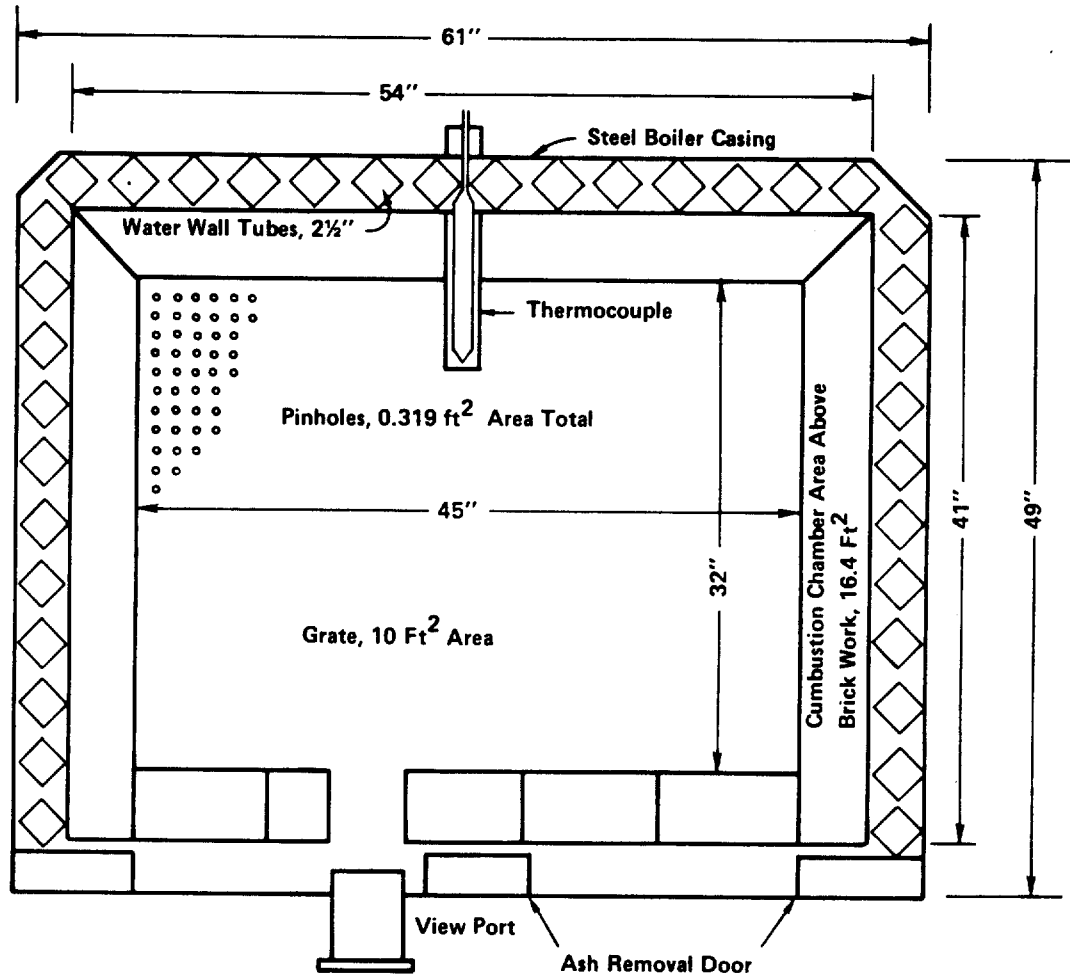 61"
54"
Steel Boiler Casing
Water Wall Tubes, 2½"
Thermocouple
Pinholes, 0.319 ft² Area Total
45"
32"
Grate, 10 Ft² Area
Cumbustion Chamber Area Above
Brick Work, 16.4 Ft²
41"
49"
View Port
Ash Removal Door